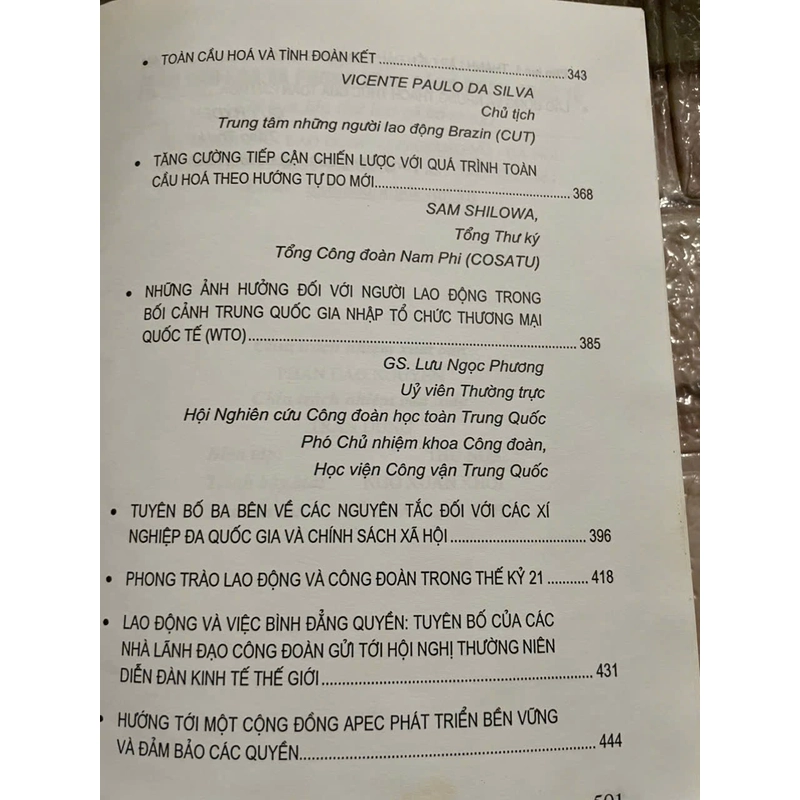 • TOÀN CẦU HOÁ VÀ TÌNH ĐOÀN KẾT ........ 343
VICENTE PAULO DA SILVA
Chủ tịch
Trung tâm những người lao động Brazin (CUT)
• TĂNG CƯỜNG TIẾP CẬN CHIẾN LƯỢC VỚI QUÁ TRÌNH TOÀN
CẦU HOÁ THEO HƯỚNG TỰ DO MỚI........ 368
SAM SHILOWA,
Tổng Thư ký
Tổng Công đoàn Nam Phi (COSATU)
• NHỮNG ẢNH HƯỞNG ĐỐI VỚI NGƯỜI LAO ĐỘNG TRONG
BỐI CẢNH TRUNG QUỐC GIA NHẬP TỔ CHỨC THƯƠNG MẠI
QUỐC TẾ (WTO)........ 385
GS. Lưu Ngọc Phương
Uỷ viên Thường trực
Hội Nghiên cứu Công đoàn học toàn Trung Quốc
Phó Chủ nhiệm khoa Công đoàn,
Học viện Công vận Trung Quốc
• TUYÊN BỐ BA BÊN VỀ CÁC NGUYÊN TẮC ĐỐI VỚI CÁC XÍ
NGHIỆP ĐA QUỐC GIA VÀ CHÍNH SÁCH XÃ HỘI ........ 396
• PHONG TRÀO LAO ĐỘNG VÀ CÔNG ĐOÀN TRONG THẾ KỶ 21 ........ 418
• LAO ĐỘNG VÀ VIỆC BÌNH ĐẲNG QUYỀN: TUYÊN BỐ CỦA CÁC
NHÀ LÃNH ĐẠO CÔNG ĐOÀN GỬI TỚI HỘI NGHỊ THƯỜNG NIÊN
DIỄN ĐÀN KINH TẾ THẾ GIỚI ........ 431
• HƯỚNG TỚI MỘT CỘNG ĐỒNG APEC PHÁT TRIỂN BỀN VỮNG
VÀ ĐẢM BẢO CÁC QUYỀN........ 444